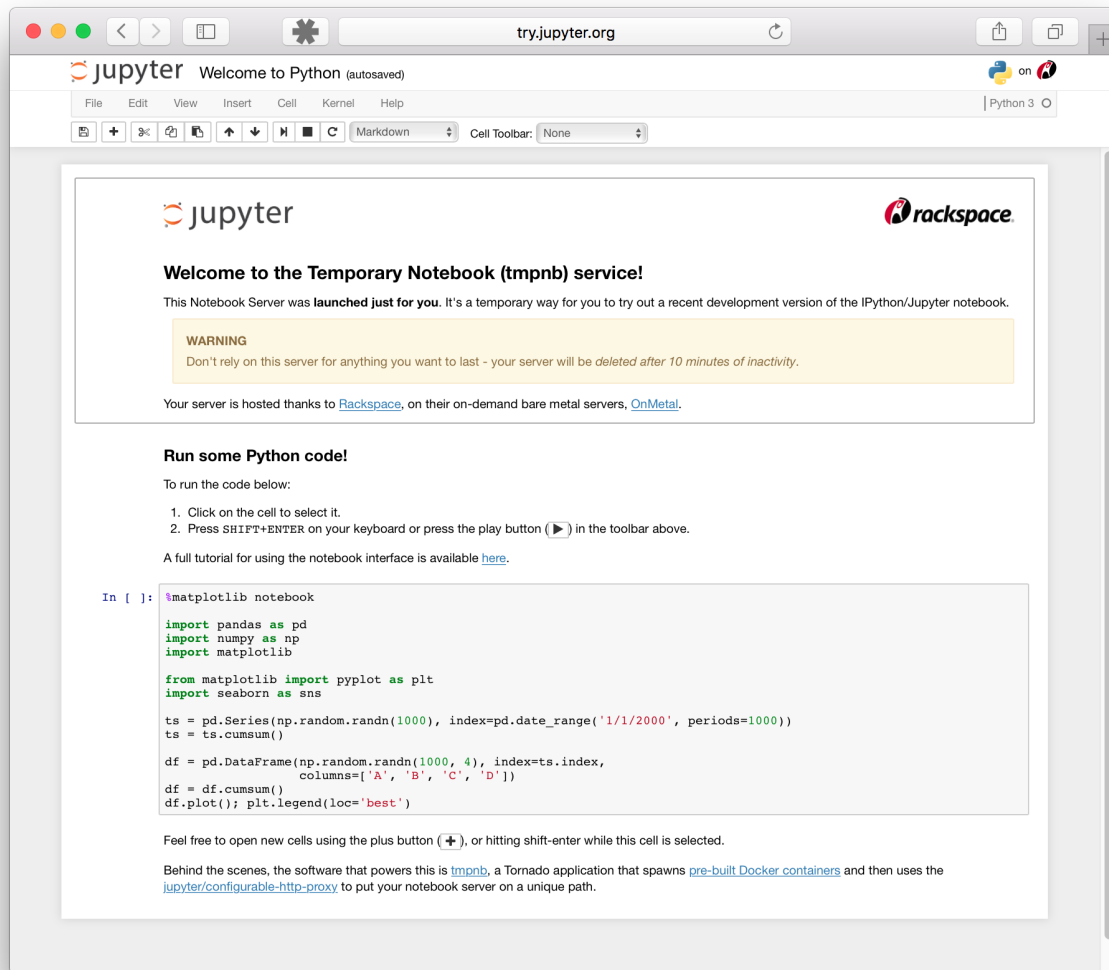 try.jupyter.org
jupyter Welcome to Python (autosaved) on
File Edit View Insert Cell Kernel Help Python 3
Markdown Cell Toolbar: None
jupyter rackspace.
Welcome to the Temporary Notebook (tmpnb) service!
This Notebook Server was launched just for you. It's a temporary way for you to try out a recent development version of the IPython/Jupyter notebook.
WARNING
Don't rely on this server for anything you want to last - your server will be deleted after 10 minutes of inactivity.
Your server is hosted thanks to Rackspace, on their on-demand bare metal servers, OnMetal.
Run some Python code!
To run the code below:
1. Click on the cell to select it.
2. Press SHIFT+ENTER on your keyboard or press the play button (▶) in the toolbar above.
A full tutorial for using the notebook interface is available here.
In [ ]: %matplotlib notebook
import pandas as pd
import numpy as np
import matplotlib
from matplotlib import pyplot as plt
import seaborn as sns
ts = pd.Series(np.random.randn(1000), index=pd.date_range('1/1/2000', periods=1000))
ts = ts.cumsum()
df = pd.DataFrame(np.random.randn(1000, 4), index=ts.index,
columns=['A', 'B', 'C', 'D'])
df = df.cumsum()
df.plot(); plt.legend(loc='best')
Feel free to open new cells using the plus button (+), or hitting shift-enter while this cell is selected.
Behind the scenes, the software that powers this is tmpnb, a Tornado application that spawns pre-built Docker containers and then uses the
jupyter/configurable-http-proxy to put your notebook server on a unique path.